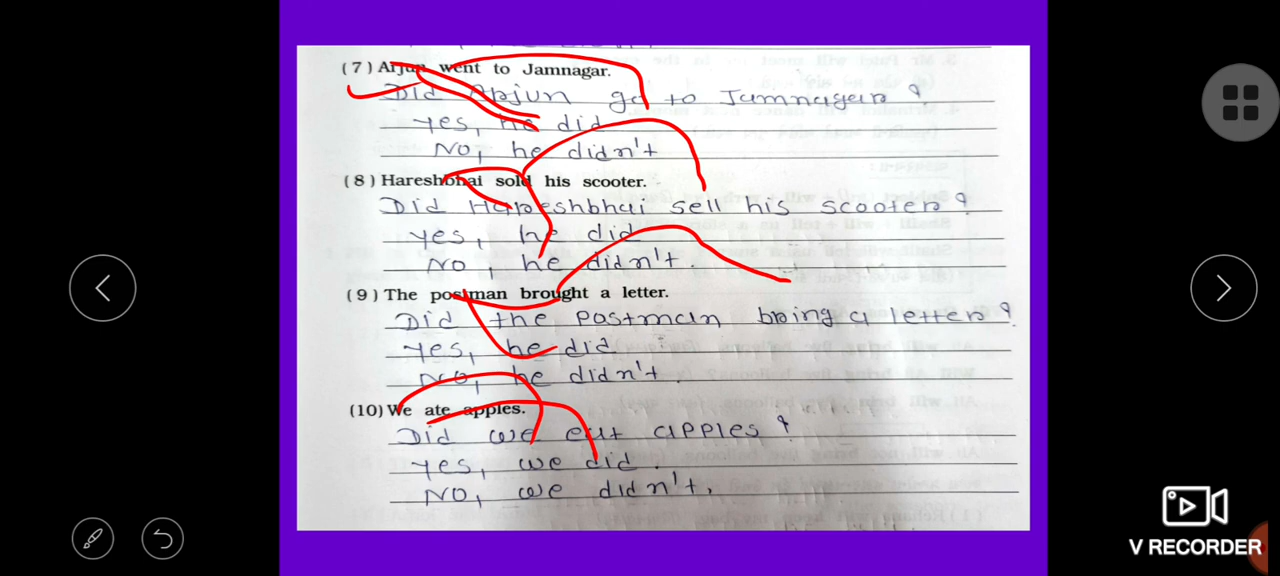 (7) Arjun went to Jamnagar.
Did Arjun go to Jamnagar?
Yes, he did
No, he didn't
(8) Hareshbhai sold his scooter.
Did Hareshbhai sell his scooter?
Yes, he did
No, he didn't.
(9) The postman brought a letter.
Did the postman bring a letter?
Yes, he did.
No, he didn't.
(10) We ate apples.
Did we eat apples?
Yes, we did.
No, we didn't.
V RECORDER